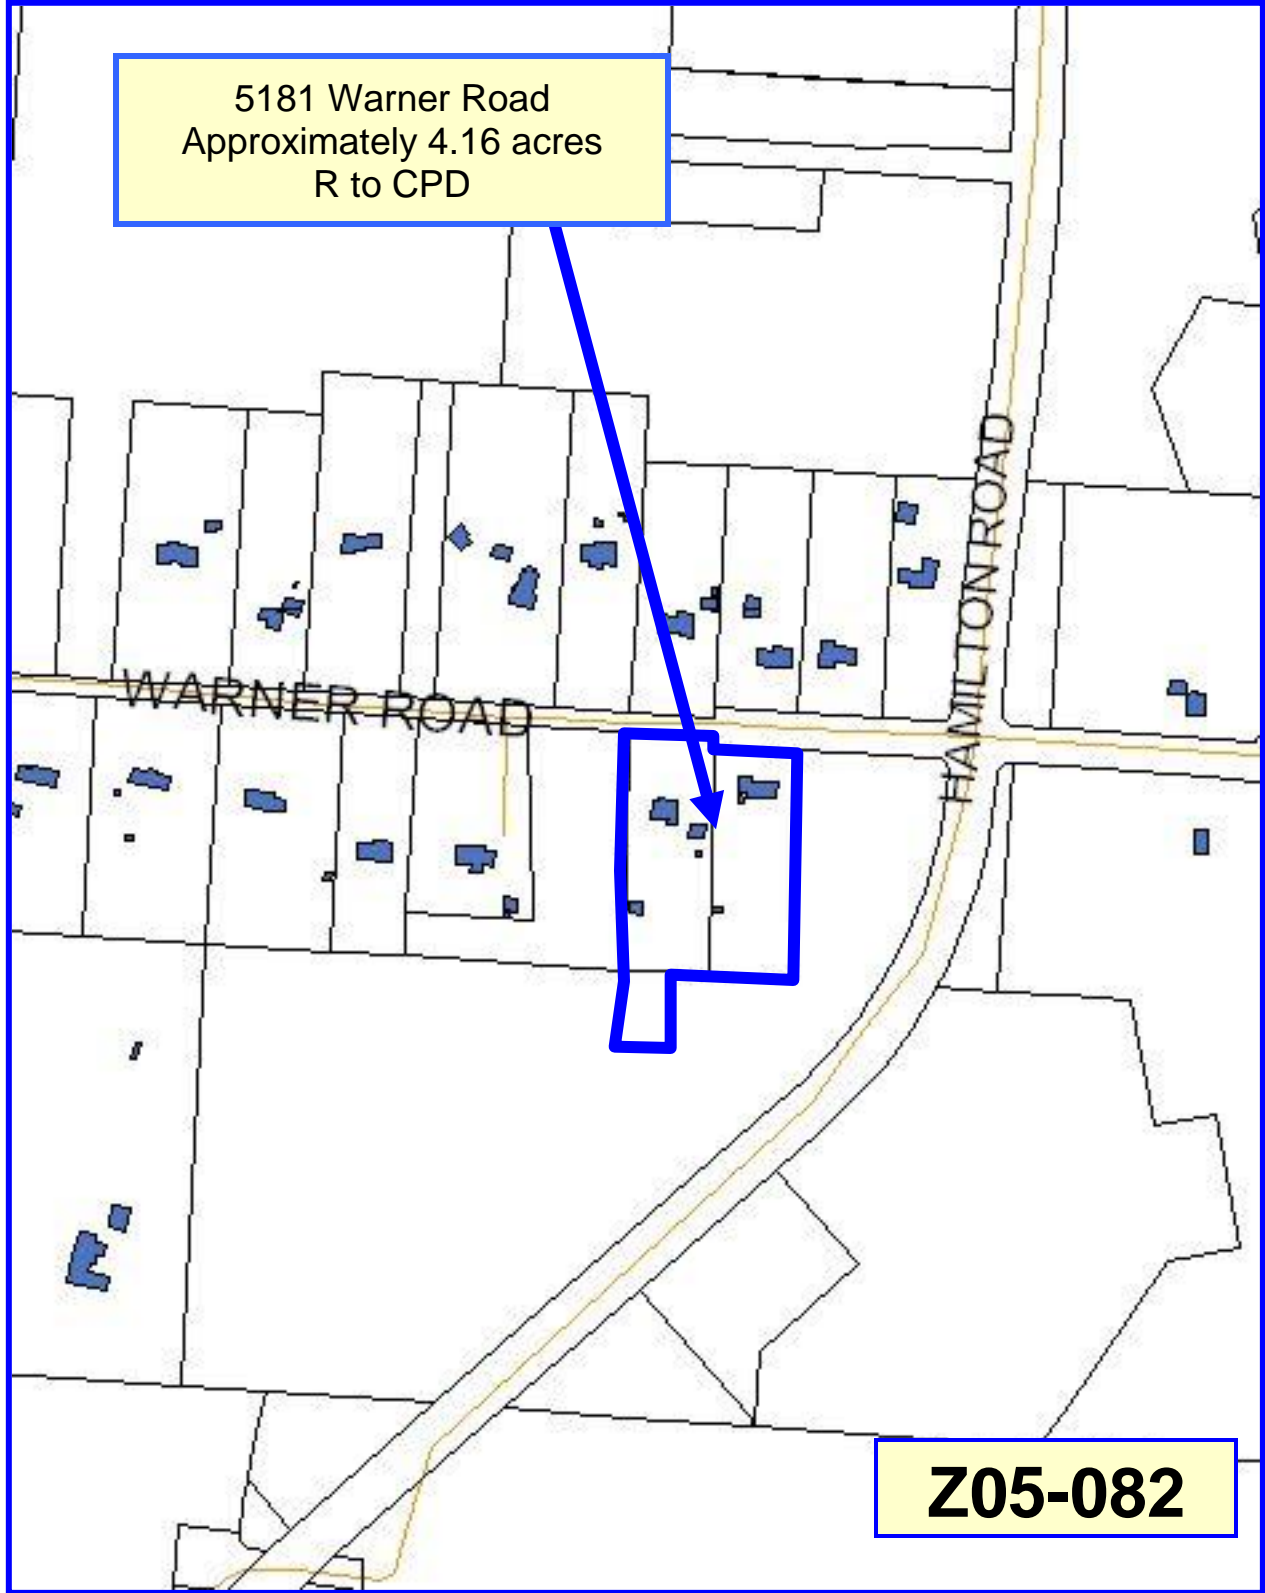 5181 Warner Road
Approximately 4.16 acres
R to CPD
HAMILTON ROAD
WARNER ROAD
Z05-082